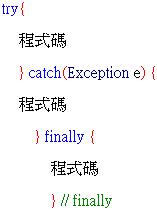 try{
程式碼
} catch(Exception e) {
程式碼
} finally {
程式碼
} // finally